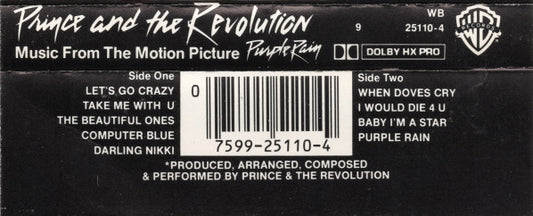 Prince and the Revolution
Music From The Motion Picture Purple Rain
9
WB
25110-4
DOLBY HX PRO
WB
RECORDS
Side One
LET'S GO CRAZY
TAKE ME WITH U
THE BEAUTIFUL ONES
COMPUTER BLUE
DARLING NIKKI
0
7599-25110-4
Side Two
WHEN DOVES CRY
I WOULD DIE 4 U
BABY I'M A STAR
PURPLE RAIN
*PRODUCED, ARRANGED, COMPOSED
& PERFORMED BY PRINCE & THE REVOLUTION